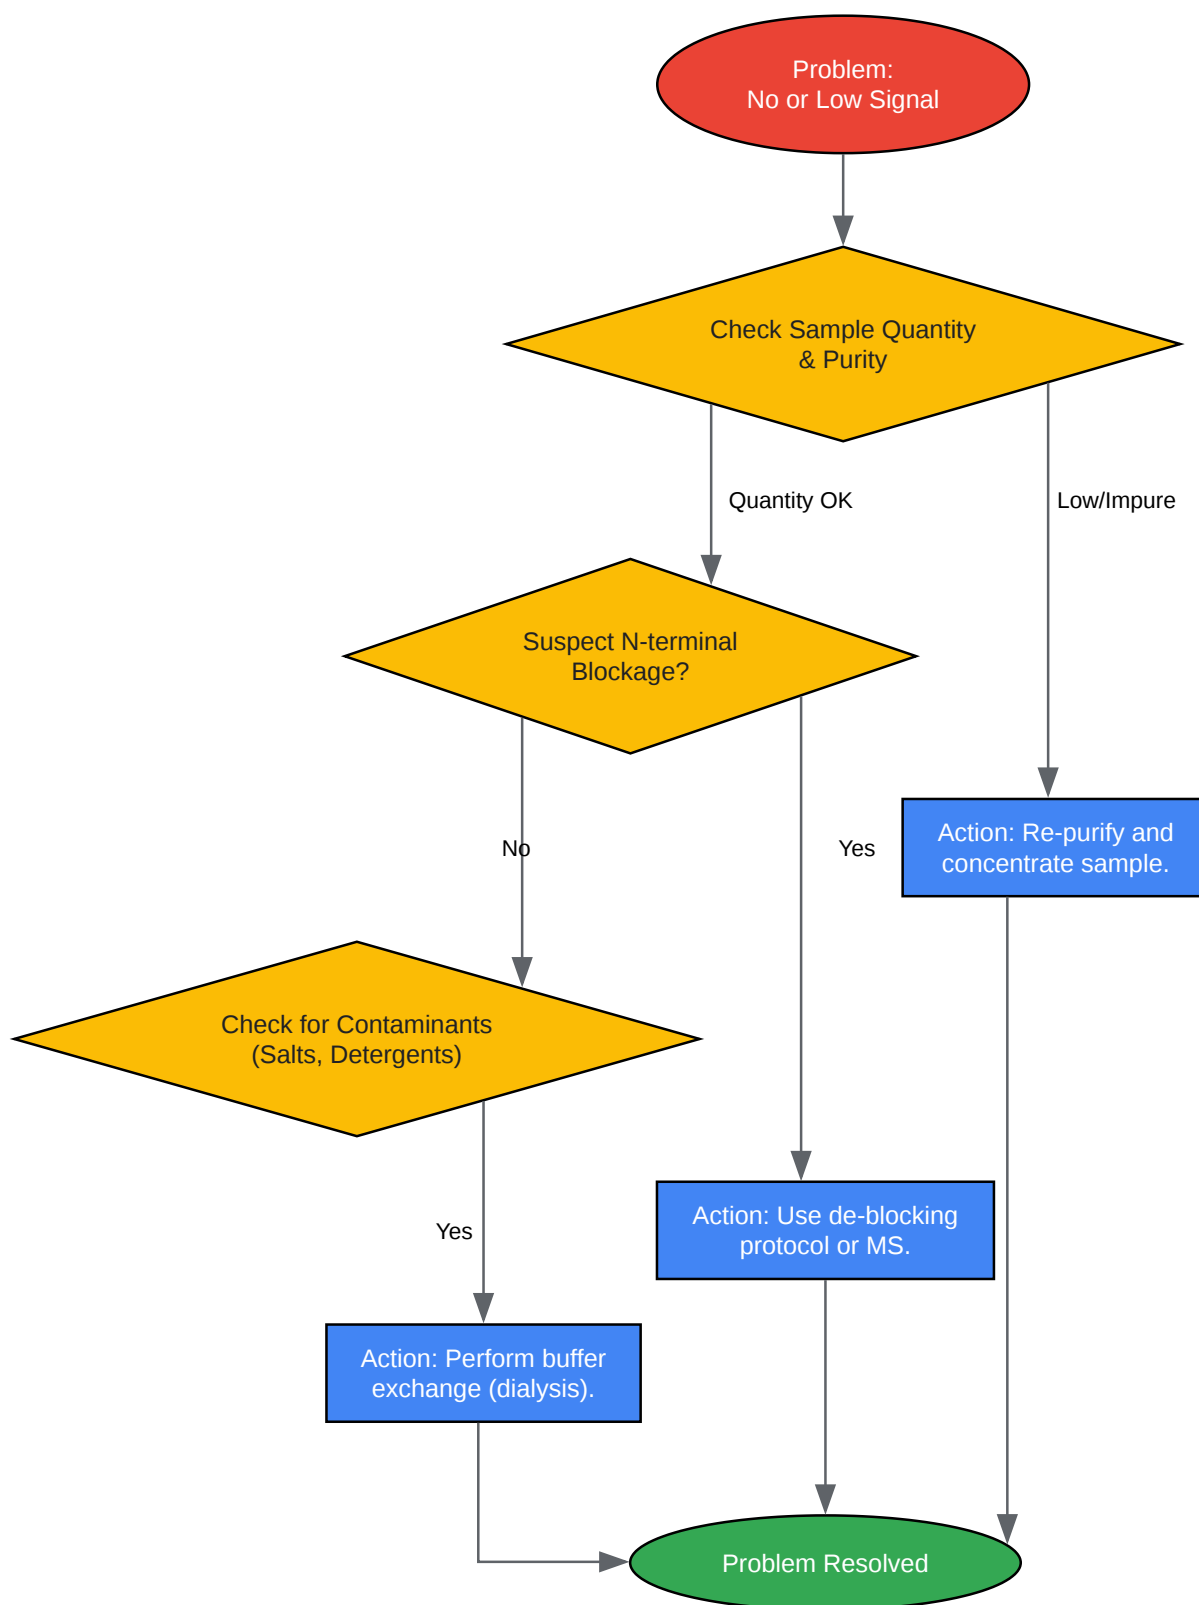 Problem:
No or Low Signal
Check Sample Quantity
& Purity
Quantity OK
Low/Impure
Suspect N-terminal
Blockage?
No
Yes
Action: Re-purify and
concentrate sample.
Check for Contaminants
(Salts, Detergents)
Yes
Action: Use de-blocking
protocol or MS.
Action: Perform buffer
exchange (dialysis).
Problem Resolved